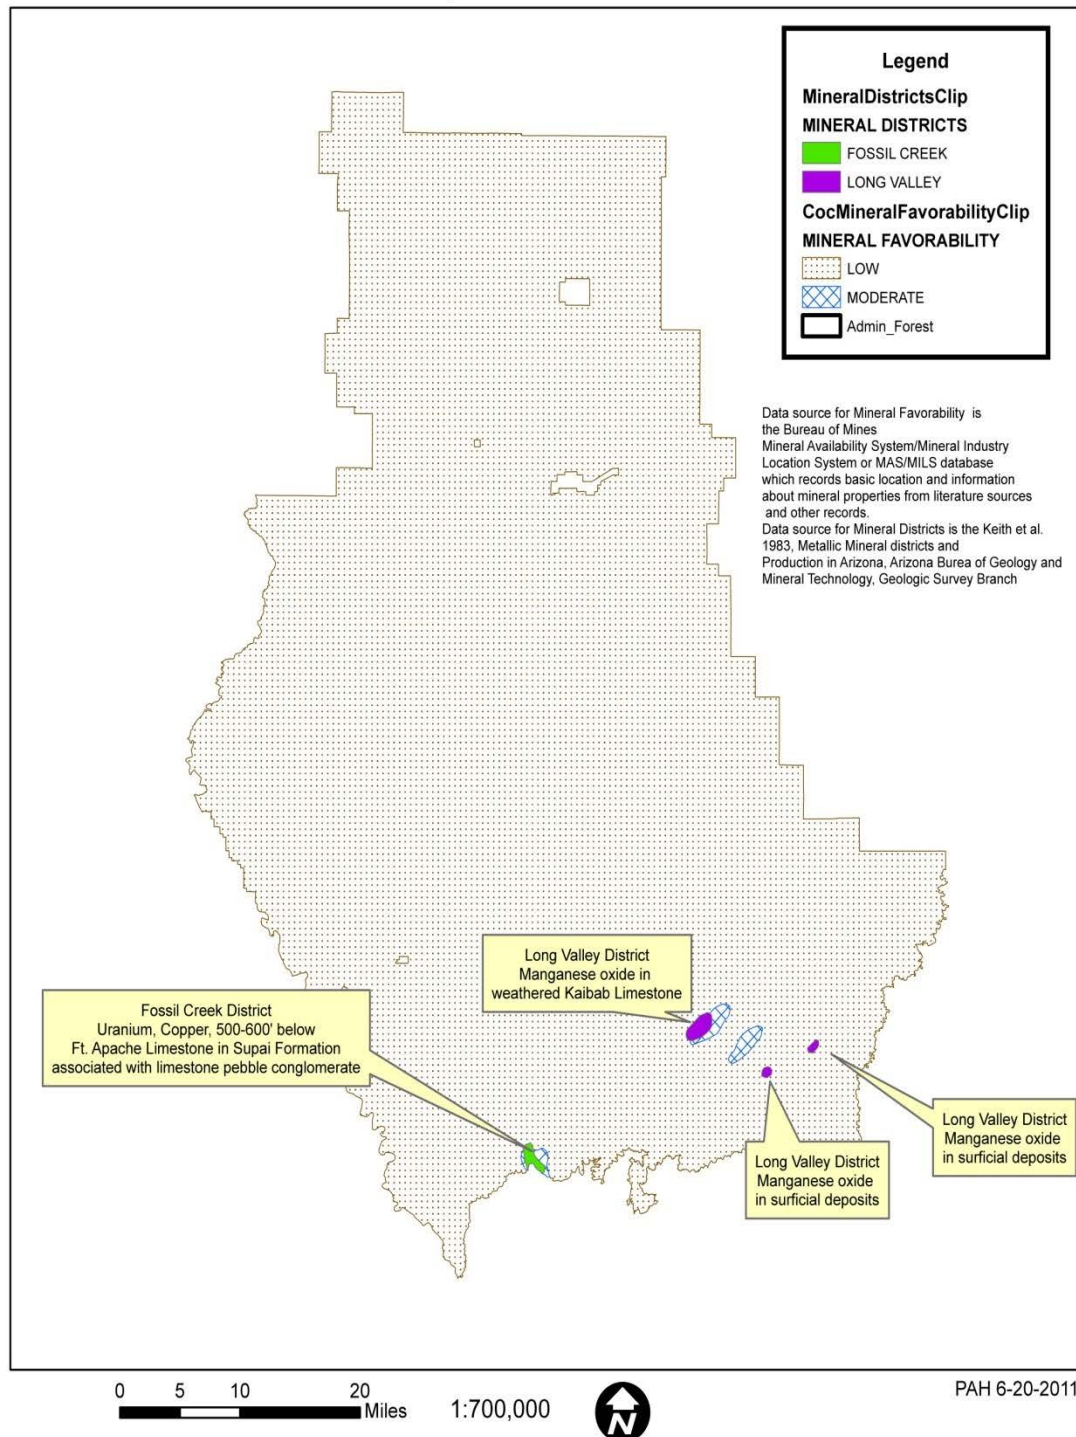 Legend
MineralDistrictsClip
MINERAL DISTRICTS
FOSSIL CREEK
LONG VALLEY
CocMineralFavorabilityClip
MINERAL FAVORABILITY
LOW
MODERATE
Admin_Forest
Data source for Mineral Favorability is
the Bureau of Mines
Mineral Availability System/Mineral Industry
Location System or MAS/MILS database
which records basic location and information
about mineral properties from literature sources
and other records.
Data source for Mineral Districts is the Keith et al.
1983, Metallic Mineral districts and
Production in Arizona, Arizona Burea of Geology and
Mineral Technology, Geologic Survey Branch
Long Valley District
Manganese oxide in
weathered Kaibab Limestone
Fossil Creek District
Uranium, Copper, 500-600' below
Ft. Apache Limestone in Supai Formation
associated with limestone pebble conglomerate
Long Valley District
Manganese oxide
in surficial deposits
Long Valley District
Manganese oxide
in surficial deposits
0 5 10 20
Miles
1:700,000
N
PAH 6-20-2011